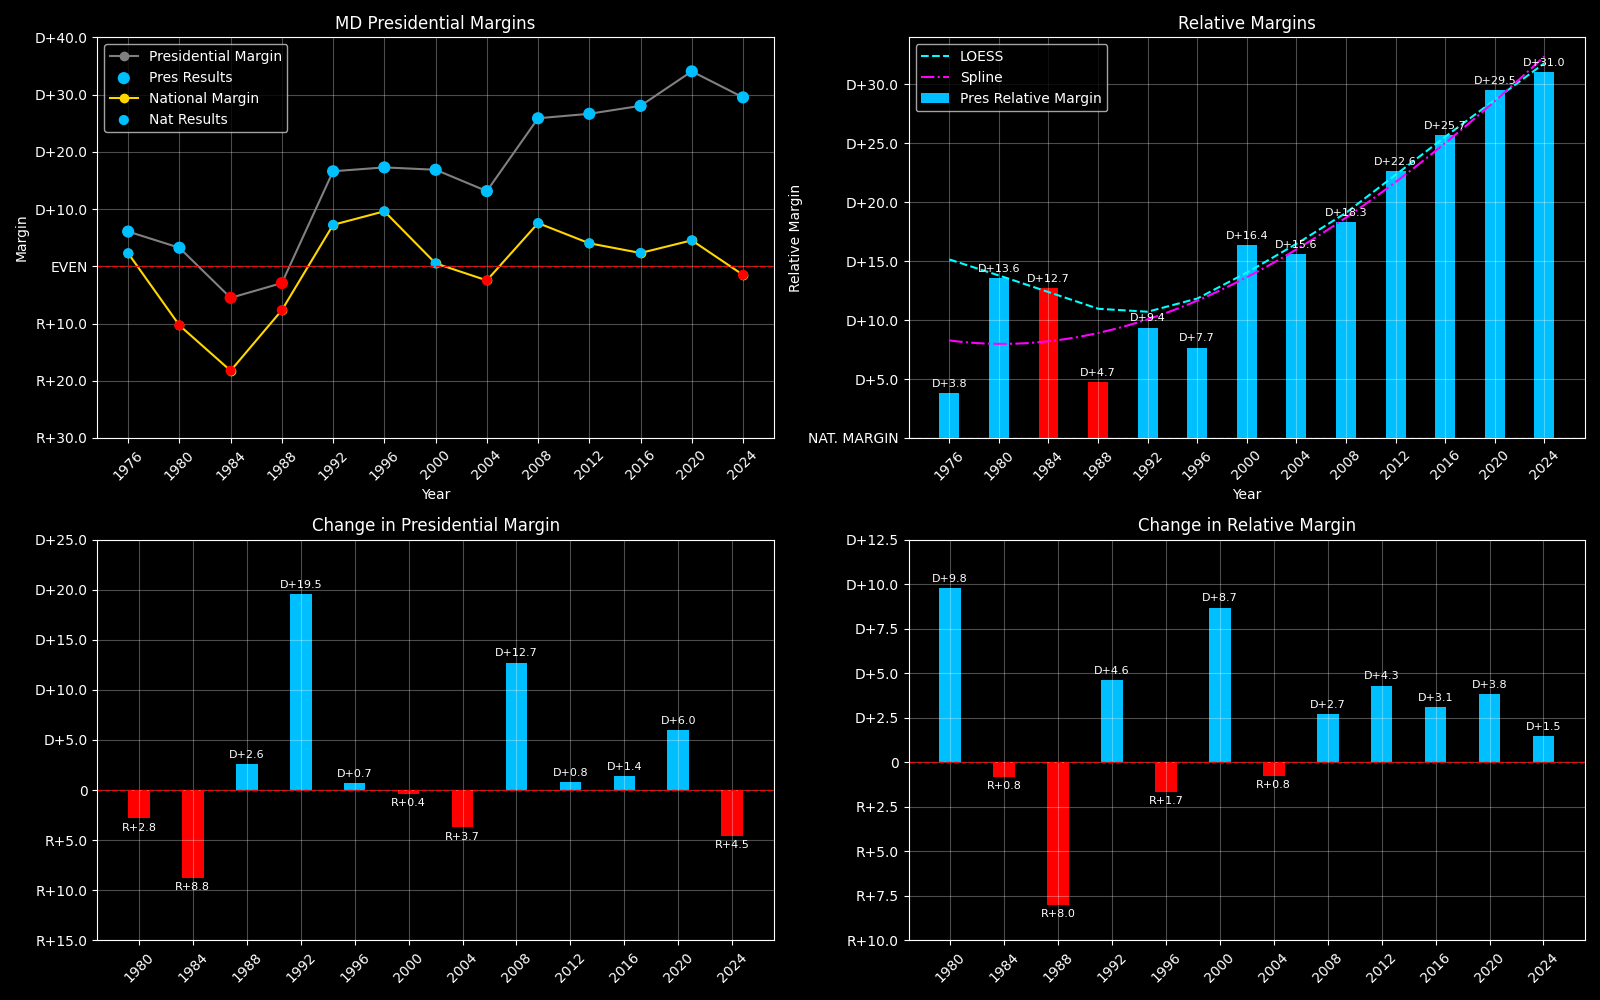 MD Presidential Margins
D+40.0
D+30.0
D+20.0
D+10.0
EVEN
R+10.0
R+20.0
R+30.0
Margin
Presidential Margin
Pres Results
National Margin
Nat Results
1976
1980
1984
1988
1992
1996
2000
2004
2008
2012
2016
2020
2024
Year
Relative Margins
D+30.0
D+25.0
D+20.0
D+15.0
D+10.0
D+5.0
NAT. MARGIN
Relative Margin
LOESS
Spline
Pres Relative Margin
D+3.8
D+13.6
D+12.7
D+4.7
D+9.4
D+7.7
D+16.4
D+15.6
D+18.3
D+22.6
D+25.7
D+29.5
D+31.0
1976
1980
1984
1988
1992
1996
2000
2004
2008
2012
2016
2020
2024
Year
Change in Presidential Margin
D+25.0
D+20.0
D+15.0
D+10.0
D+5.0
0
R+5.0
R+10.0
R+15.0
R+2.8
R+8.8
D+2.6
D+19.5
D+0.7
R+0.4
R+3.7
D+12.7
D+0.8
D+1.4
D+6.0
R+4.5
1980
1984
1988
1992
1996
2000
2004
2008
2012
2016
2020
2024
Change in Relative Margin
D+12.5
D+10.0
D+7.5
D+5.0
D+2.5
0
R+2.5
R+5.0
R+7.5
R+10.0
D+9.8
R+0.8
R+8.0
D+4.6
R+1.7
D+8.7
R+0.8
D+2.7
D+4.3
D+3.1
D+3.8
D+1.5
1980
1984
1988
1992
1996
2000
2004
2008
2012
2016
2020
2024